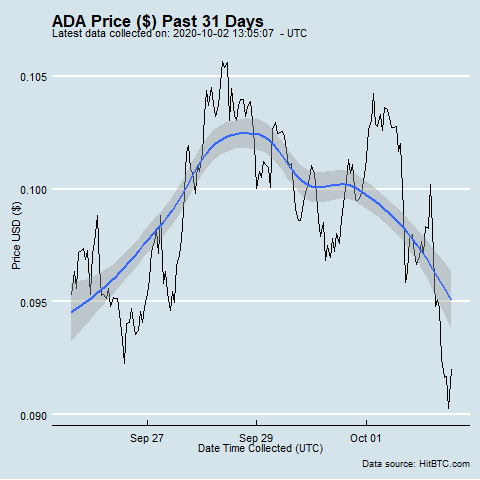 ADA Price ($) Past 31 Days
Latest data collected on: 2020-10-02 13:05:07 - UTC
0.105
0.100
0.095
0.090
Price USD ($)
Sep 27
Sep 29
Oct 01
Date Time Collected (UTC)
Data source: HitBTC.com